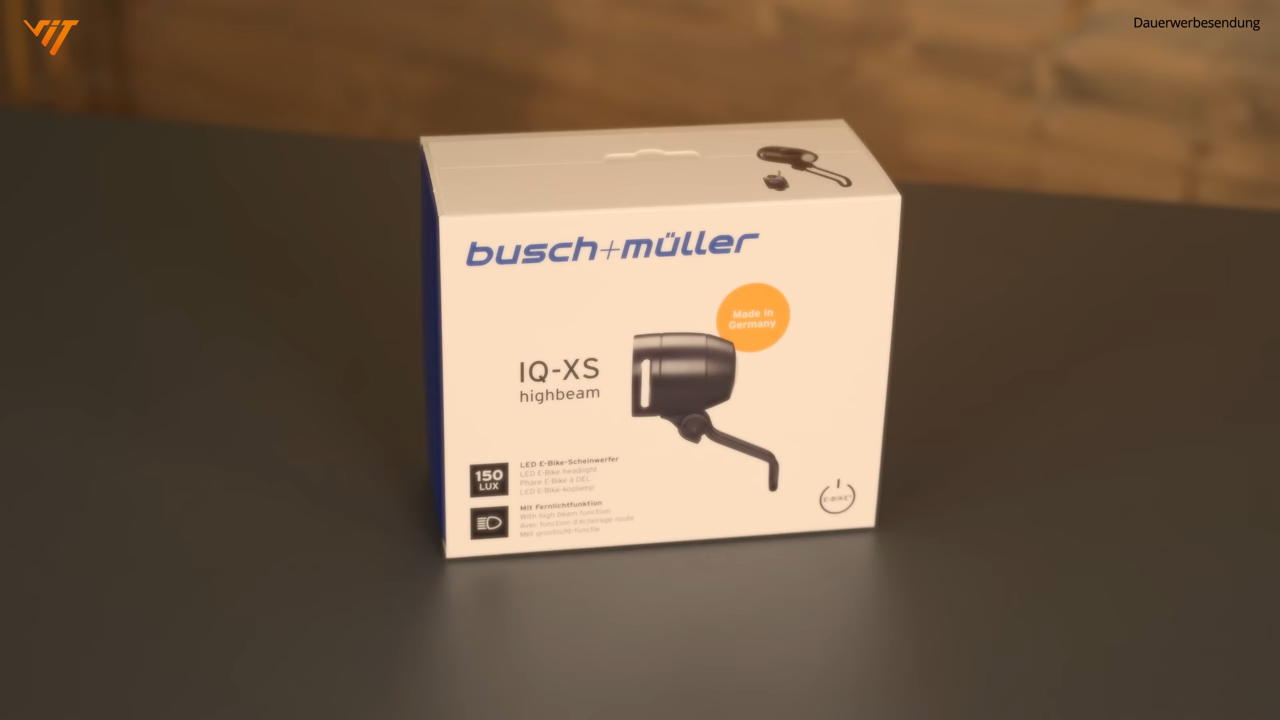 VIT
Dauerwerbesendung
busch+müller
Made in
Germany
IQ-XS
highbeam
150
LUX
LED E-Bike-Scheinwerfer
LED E-Bike headlight
Phare E-Bike à DEL
LED E-Bike-koplamp
Mit Fernlichtfunktion
With high beam function
Avec fonction d'éclairage route
Met grootlicht-functie
E-BIKE